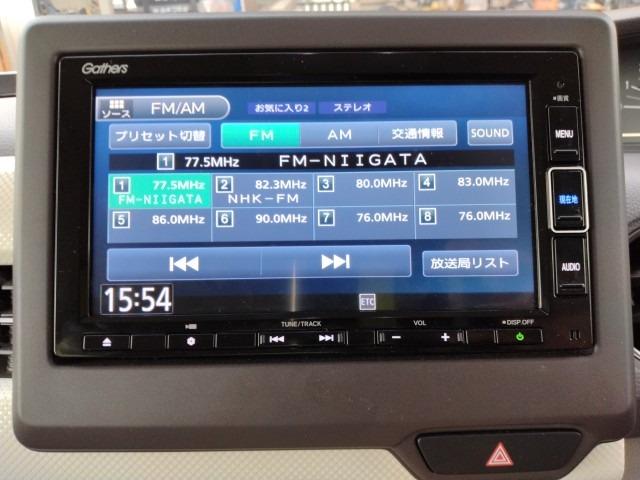 Gathers
ソース FM/AM お気に入り2 ステレオ
■画質
プリセット切替 FM AM 交通情報 SOUND
MENU
1 77.5MHz FM-NIIGATA
1 77.5MHz 2 82.3MHz 3 80.0MHz 4 83.0MHz
FM-NIIGATA NHK-FM
現在地
5 86.0MHz 6 90.0MHz 7 76.0MHz 8 76.0MHz
放送局リスト
AUDIO
15:54 ETC
TUNE/TRACK VOL ■DISP.OFF